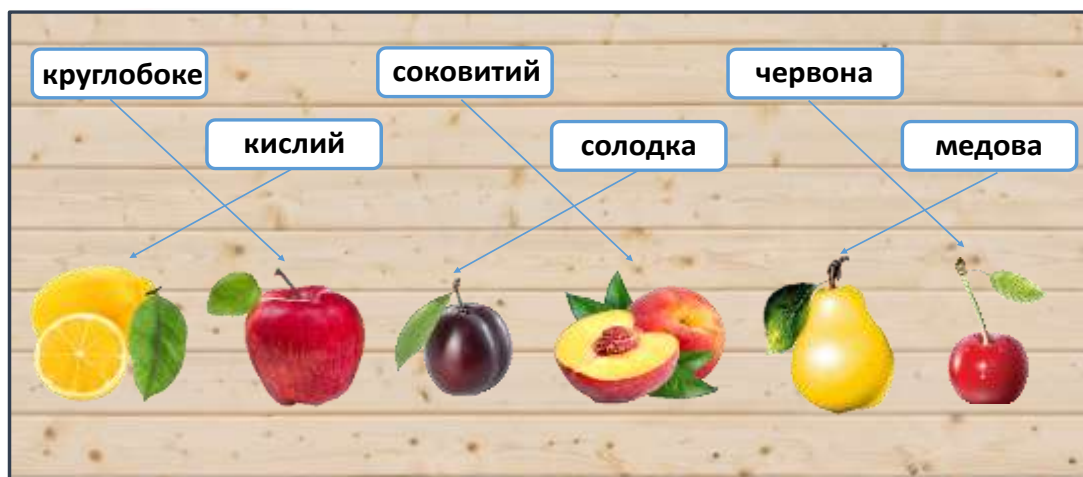 круглобоке
соковитий
червона
кислий
солодка
медова